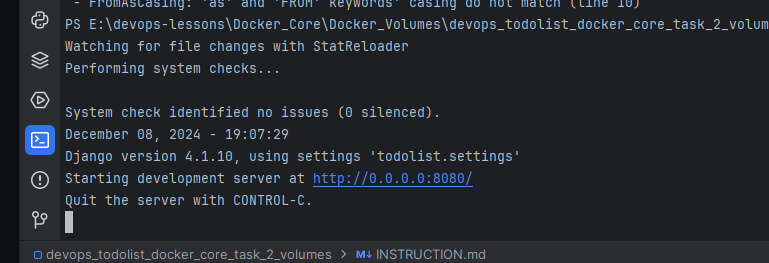 - FromAsCasing: 'as' and 'FROM' keywords' casing do not match (line 10)
PS E:\devops-lessons\Docker_Core\Docker_Volumes\devops_todolist_docker_core_task_2_volum
Watching for file changes with StatReloader
Performing system checks...
System check identified no issues (0 silenced).
December 08, 2024 - 19:07:29
Django version 4.1.10, using settings 'todolist.settings'
Starting development server at http://0.0.0.0:8080/
Quit the server with CONTROL-C.
devops_todolist_docker_core_task_2_volumes > M↓ INSTRUCTION.md